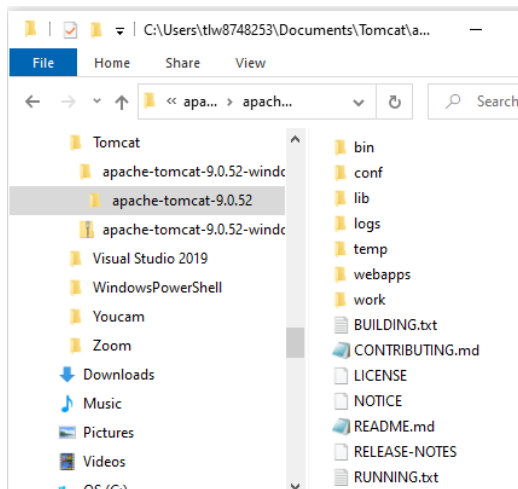 C:\Users\tlw8748253\Documents\Tomcat\a...
File Home Share View
« apa... › apach... Search
Tomcat
apache-tomcat-9.0.52-windo
apache-tomcat-9.0.52
apache-tomcat-9.0.52-windo
Visual Studio 2019
WindowsPowerShell
Youcam
Zoom
Downloads
Music
Pictures
Videos
OS (C:)
bin
conf
lib
logs
temp
webapps
work
BUILDING.txt
CONTRIBUTING.md
LICENSE
NOTICE
README.md
RELEASE-NOTES
RUNNING.txt